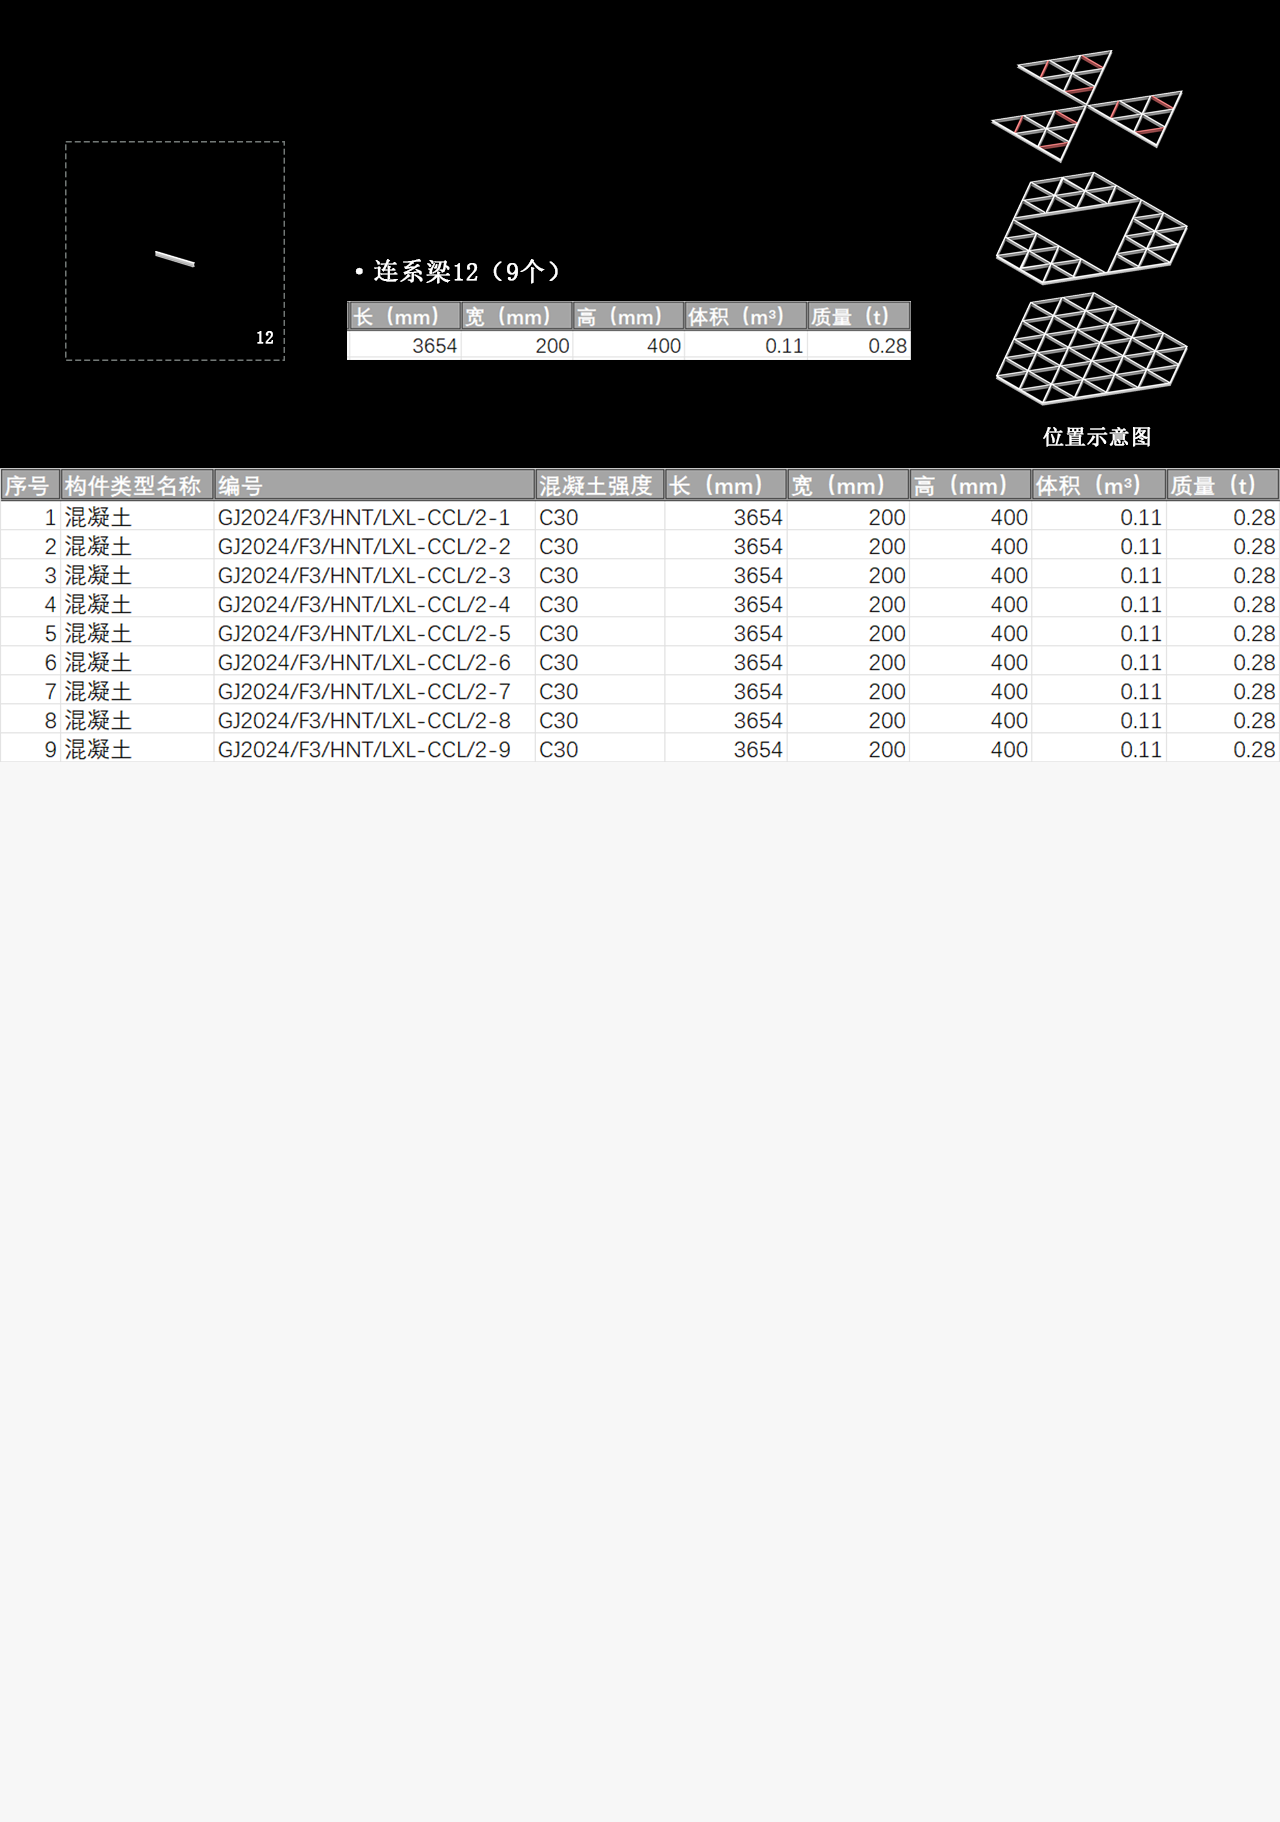 12
• 连系梁12（9个）
长（mm） 宽（mm） 高（mm） 体积（m³） 质量（t）
3654 200 400 0.11 0.28
位置示意图
序号 构件类型名称 编号 混凝土强度 长（mm） 宽（mm） 高（mm） 体积（m³） 质量（t）
1 混凝土 GJ2024/F3/HNT/LXL-CCL/2-1 C30 3654 200 400 0.11 0.28
2 混凝土 GJ2024/F3/HNT/LXL-CCL/2-2 C30 3654 200 400 0.11 0.28
3 混凝土 GJ2024/F3/HNT/LXL-CCL/2-3 C30 3654 200 400 0.11 0.28
4 混凝土 GJ2024/F3/HNT/LXL-CCL/2-4 C30 3654 200 400 0.11 0.28
5 混凝土 GJ2024/F3/HNT/LXL-CCL/2-5 C30 3654 200 400 0.11 0.28
6 混凝土 GJ2024/F3/HNT/LXL-CCL/2-6 C30 3654 200 400 0.11 0.28
7 混凝土 GJ2024/F3/HNT/LXL-CCL/2-7 C30 3654 200 400 0.11 0.28
8 混凝土 GJ2024/F3/HNT/LXL-CCL/2-8 C30 3654 200 400 0.11 0.28
9 混凝土 GJ2024/F3/HNT/LXL-CCL/2-9 C30 3654 200 400 0.11 0.28